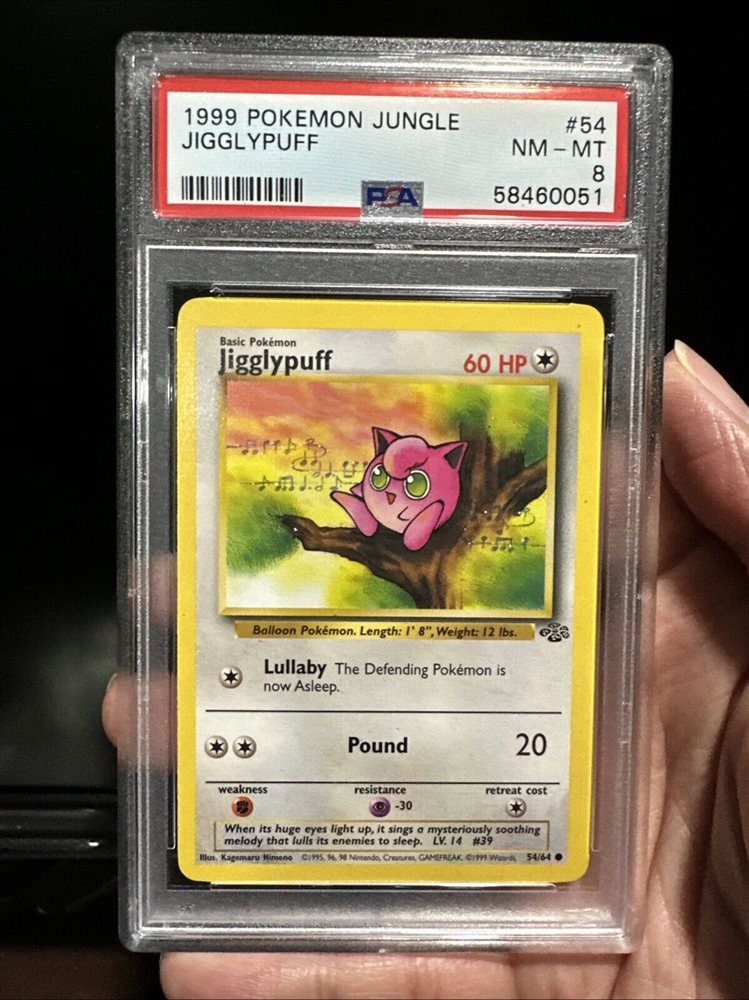 1999 POKEMON JUNGLE #54
JIGGLYPUFF NM - MT
8
PSA 58460051
Basic Pokémon
Jigglypuff 60 HP
Balloon Pokémon. Length: 1' 8", Weight: 12 lbs.
Lullaby The Defending Pokémon is
now Asleep.
Pound 20
weakness resistance retreat cost
-30
When its huge eyes light up, it sings a mysteriously soothing
melody that lulls its enemies to sleep. LV. 14 #39
Illus. Kagemaru Himeno ©1995, 96, 98 Nintendo, Creatures, GAMEFREAK. ©1999 Wizards. 54/64